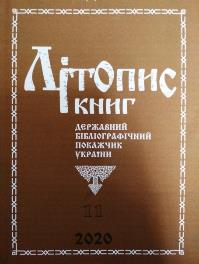 Літопис
книг
ДЕРЖАВНИЙ
БІБЛІОГРАФІЧНИЙ
ПОКАЖЧИК
УКРАЇНИ
11
2020